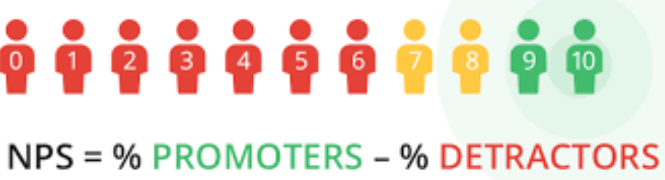 0 1 2 3 4 5 6 7 8 9 10
NPS = % PROMOTERS – % DETRACTORS